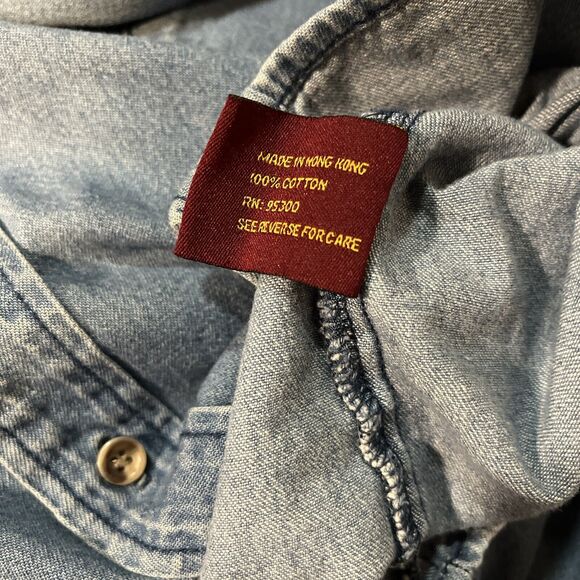 MADE IN HONG KONG
100% COTTON
RN: 95300
SEE REVERSE FOR CARE